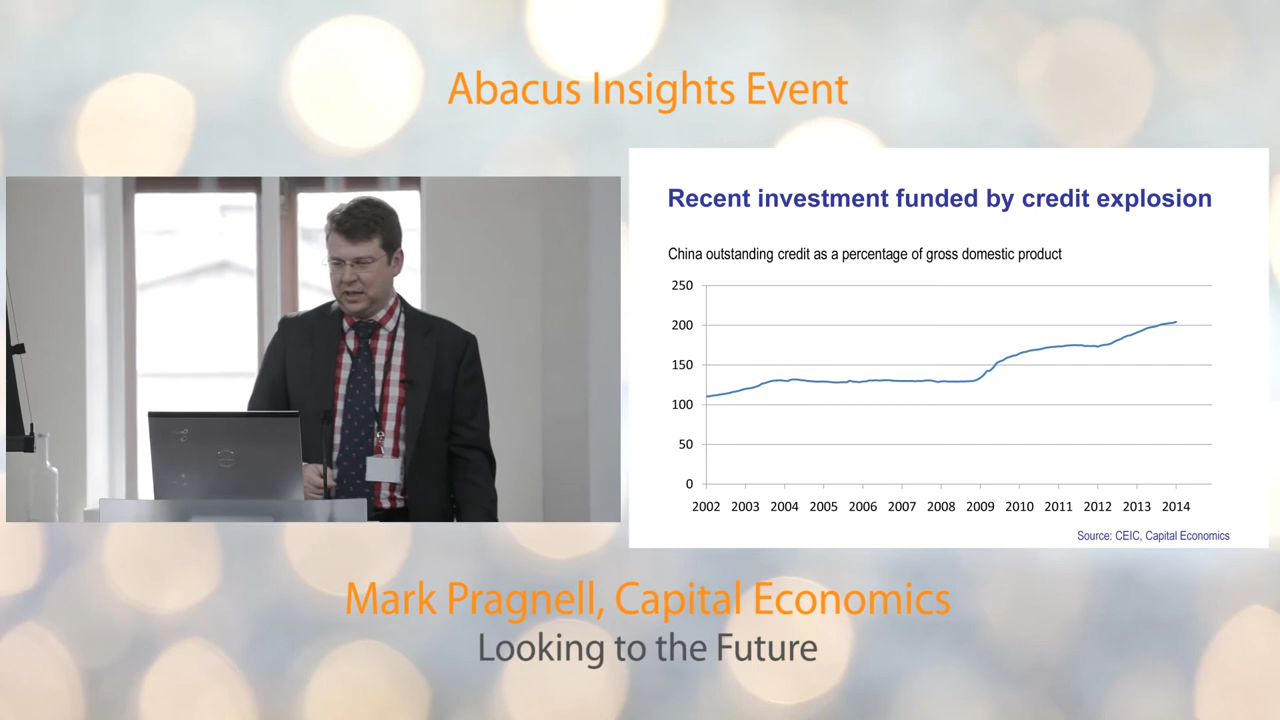 Abacus Insights Event
Recent investment funded by credit explosion
China outstanding credit as a percentage of gross domestic product
250
200
150
100
50
0
2002 2003 2004 2005 2006 2007 2008 2009 2010 2011 2012 2013 2014
Source: CEIC, Capital Economics
Mark Pragnell, Capital Economics
Looking to the Future